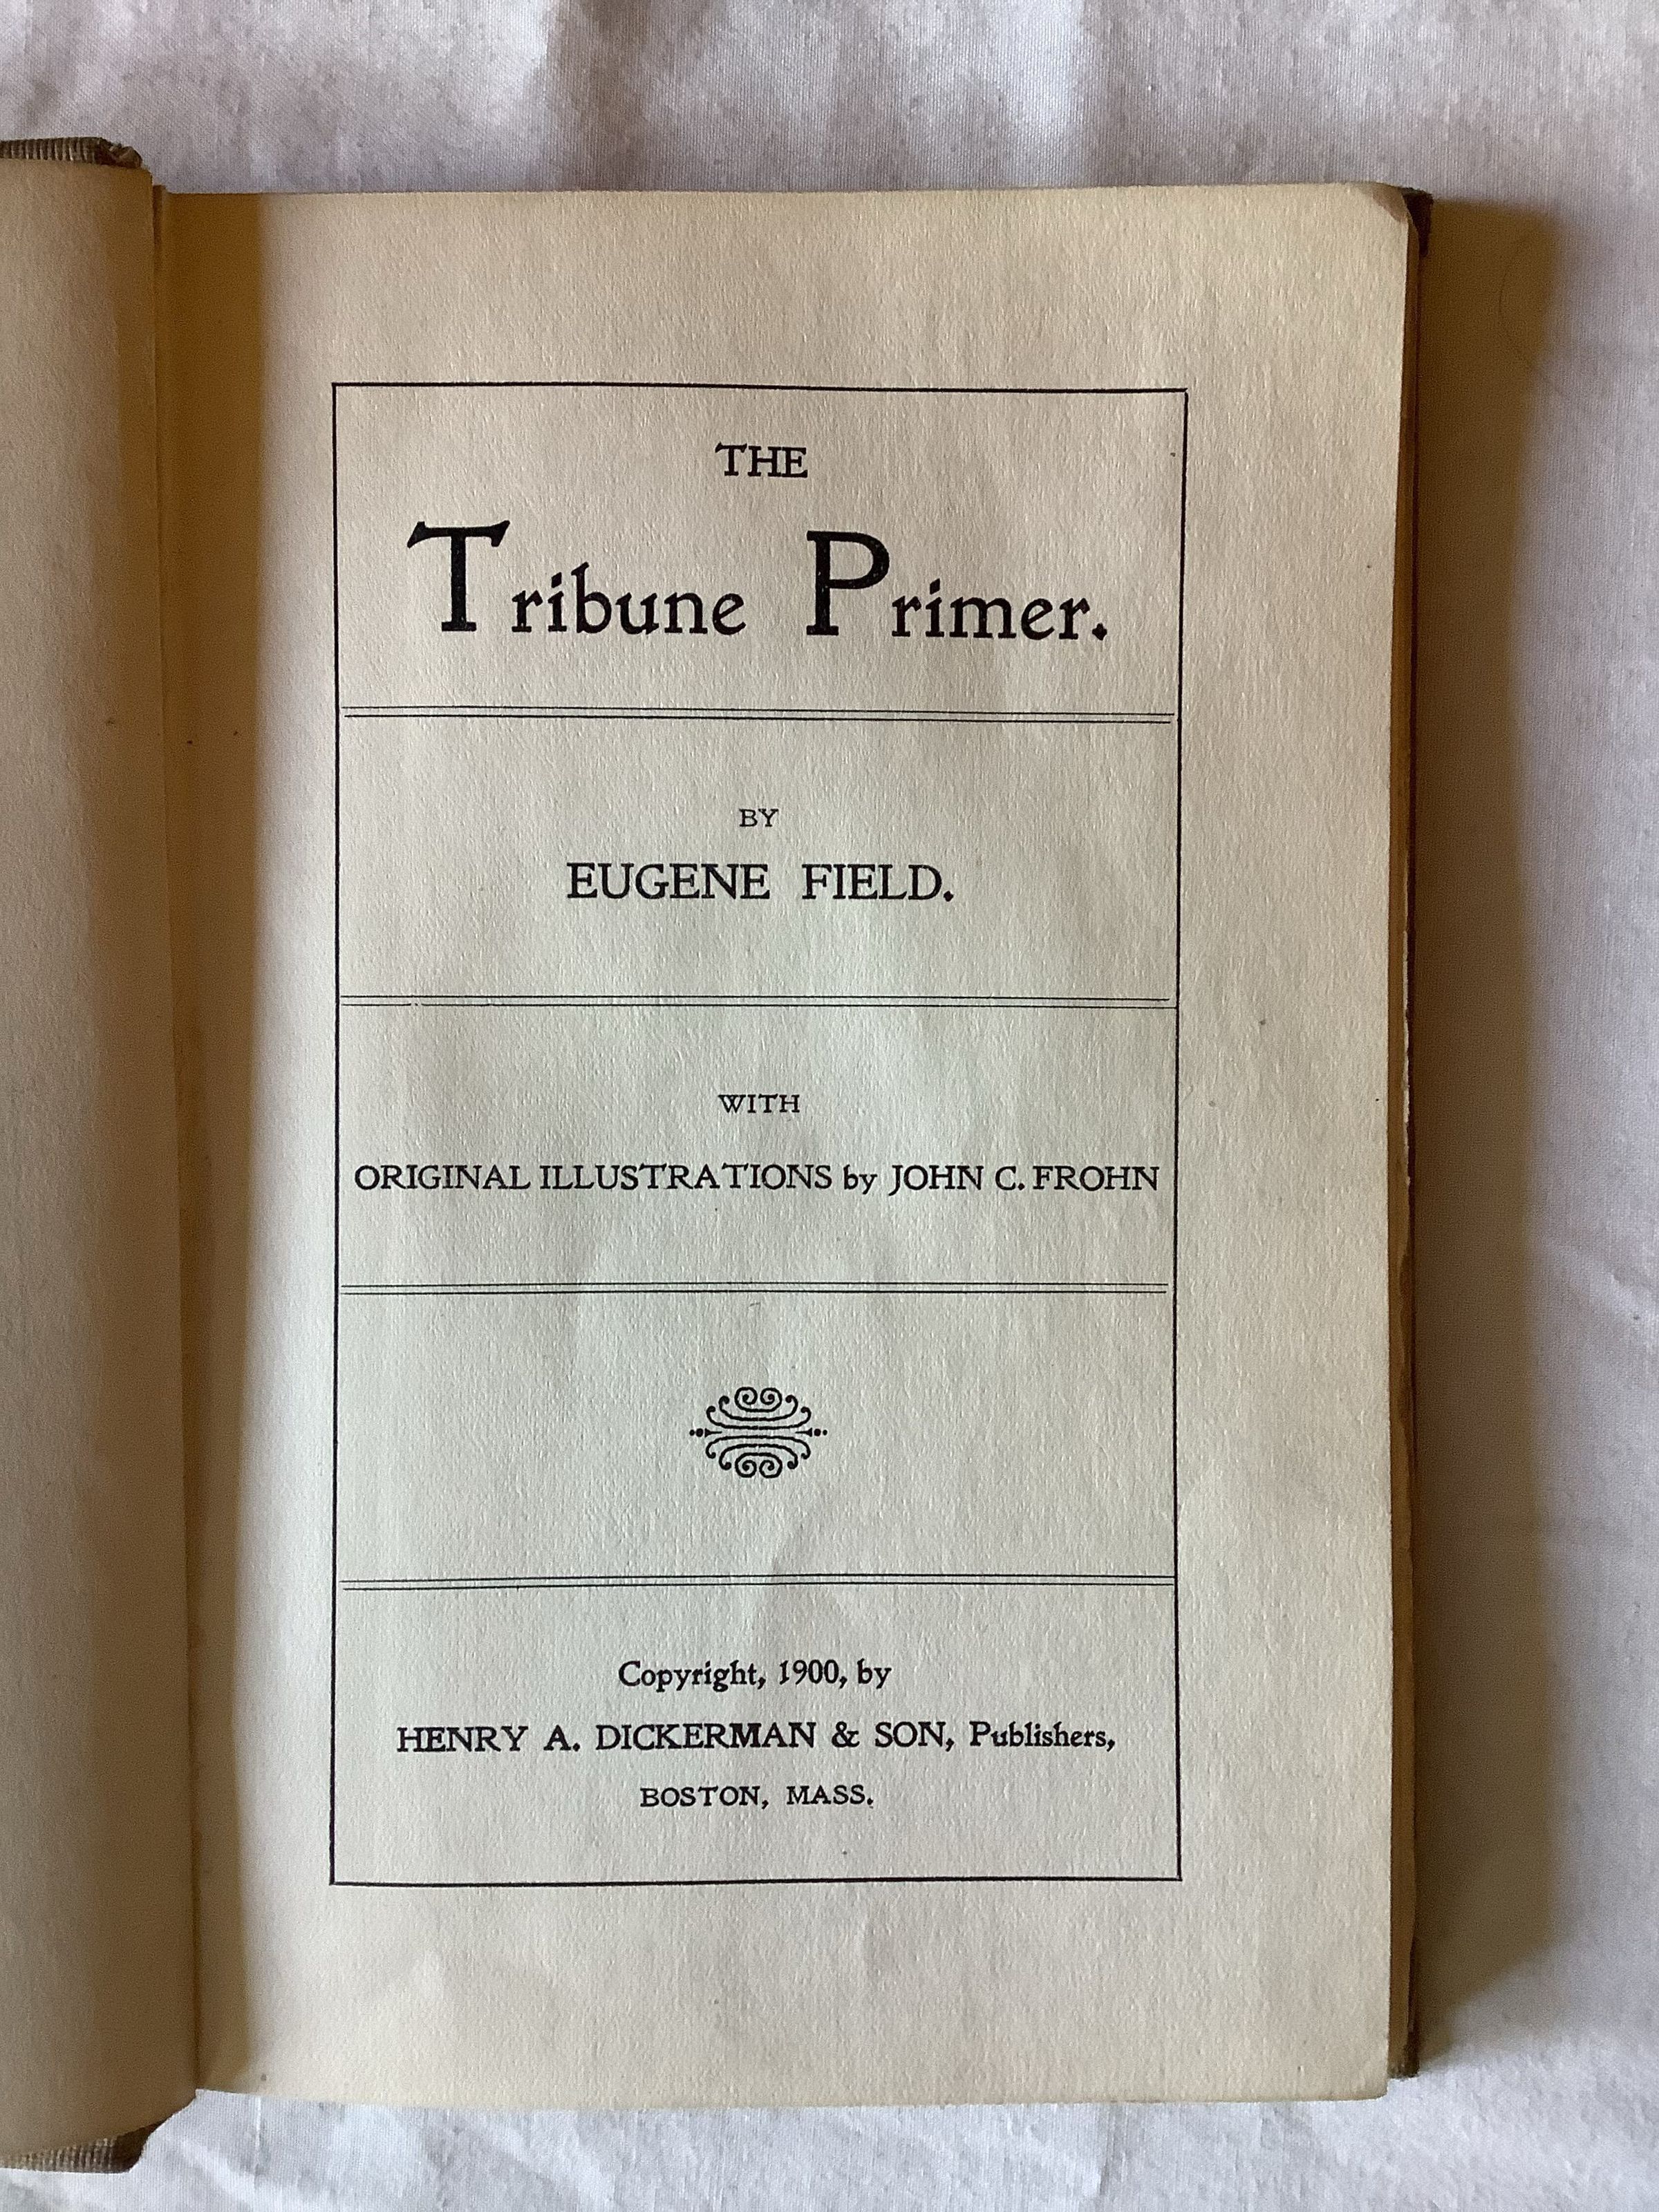 THE
Tribune Primer.
BY
EUGENE FIELD.
WITH
ORIGINAL ILLUSTRATIONS by JOHN C. FROHN
Copyright, 1900, by
HENRY A. DICKERMAN & SON, Publishers,
BOSTON, MASS.